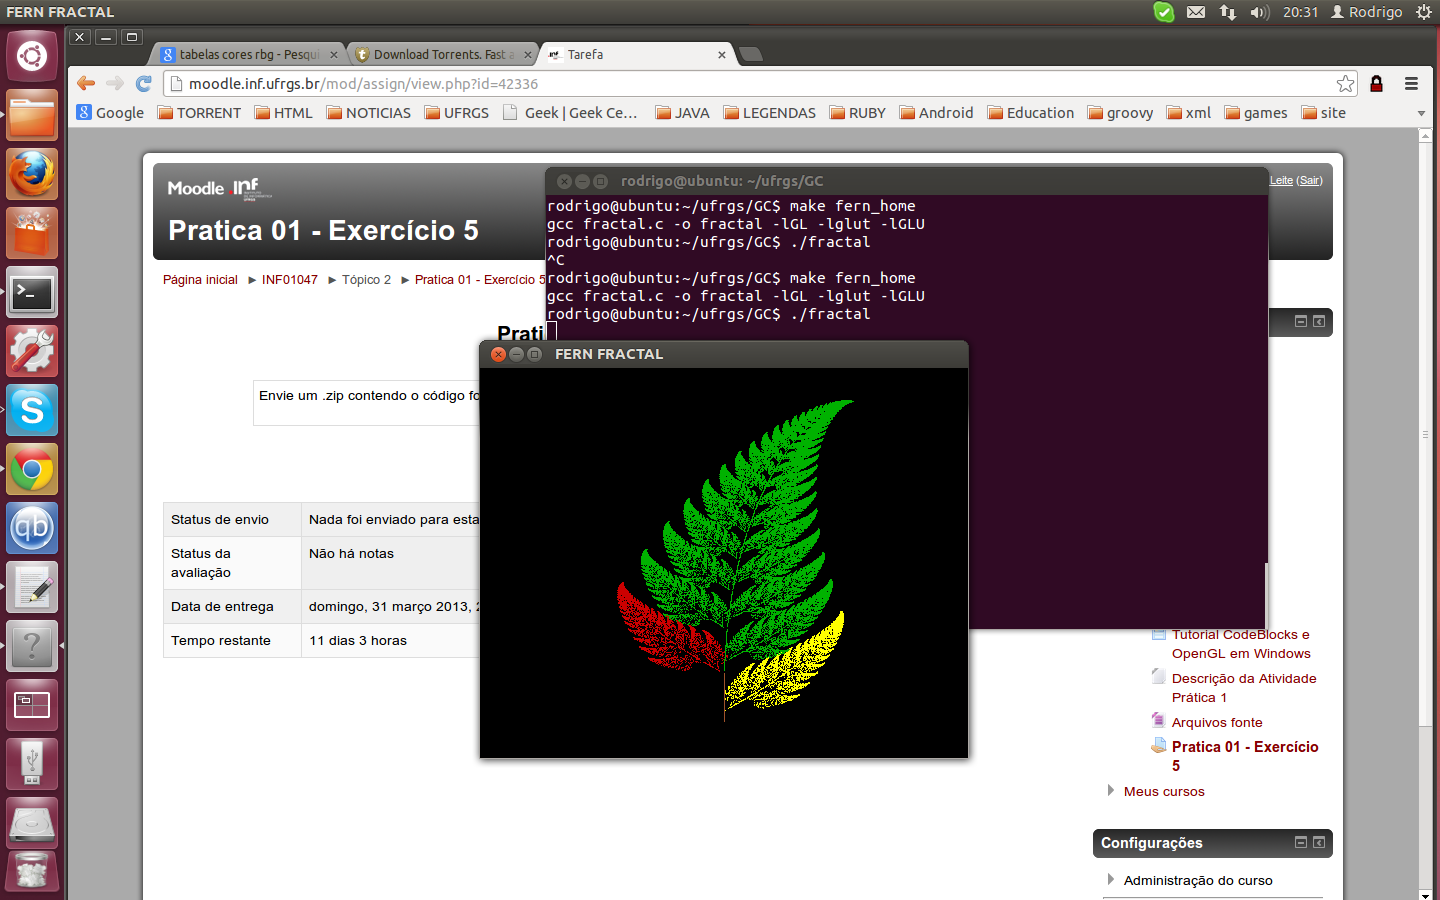 FERN FRACTAL
20:31 Rodrigo
tabelas cores rbg - Pesqui
Download Torrents. Fast a
Tarefa
moodle.inf.ufrgs.br/mod/assign/view.php?id=42336
Google TORRENT HTML NOTICIAS UFRGS Geek | Geek Ce... JAVA LEGENDAS RUBY Android Education groovy xml games site
Moodle .inf
UFRGS
Leite (Sair)
Pratica 01 - Exercício 5
Página inicial ► INF01047 ► Tópico 2 ► Pratica 01 - Exercício 5
rodrigo@ubuntu: ~/ufrgs/GC
rodrigo@ubuntu:~/ufrgs/GC$ make fern_home
gcc fractal.c -o fractal -lGL -lglut -lGLU
rodrigo@ubuntu:~/ufrgs/GC$ ./fractal
^C
rodrigo@ubuntu:~/ufrgs/GC$ make fern_home
gcc fractal.c -o fractal -lGL -lglut -lGLU
rodrigo@ubuntu:~/ufrgs/GC$ ./fractal
Prati
FERN FRACTAL
Envie um .zip contendo o código fo
Status de envio
Nada foi enviado para esta
Status da
avaliação
Não há notas
Data de entrega
domingo, 31 março 2013, 2
Tempo restante
11 dias 3 horas
Tutorial CodeBlocks e
OpenGL em Windows
Descrição da Atividade
Prática 1
Arquivos fonte
Pratica 01 - Exercício
5
Meus cursos
Configurações
Administração do curso
qb